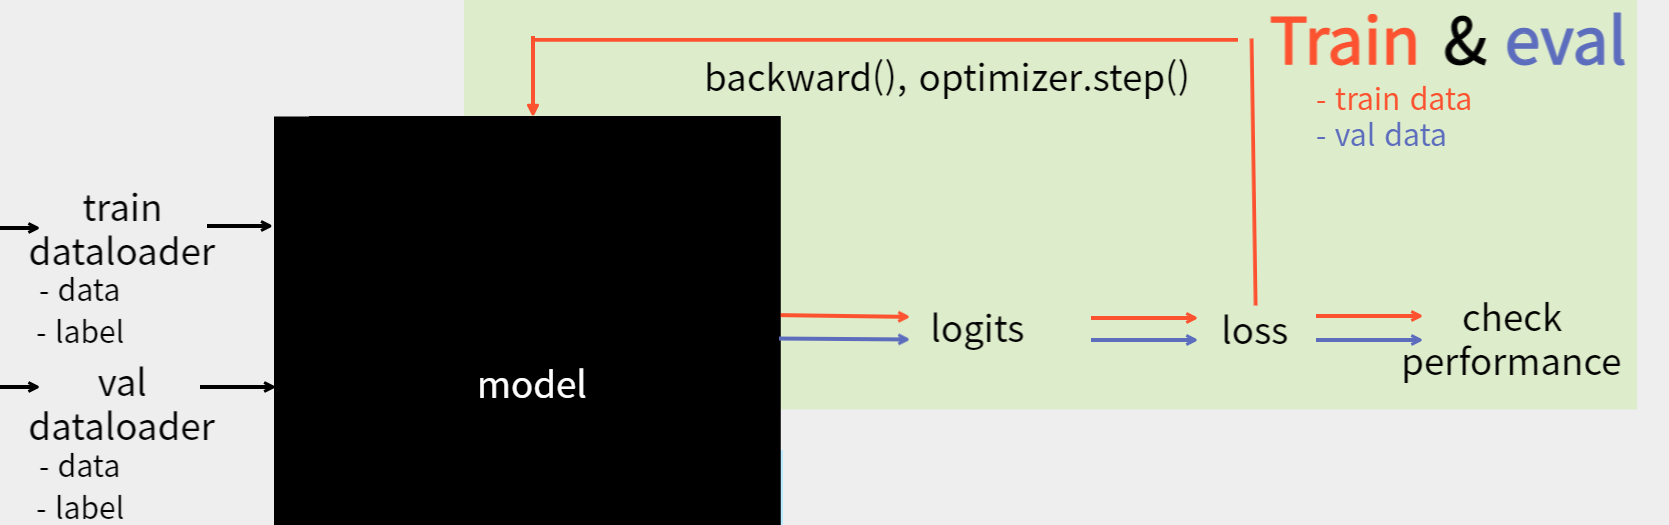 Train & eval
- train data
- val data
backward(), optimizer.step()
train
dataloader
- data
- label
val
dataloader
- data
- label
model
logits
loss
check
performance